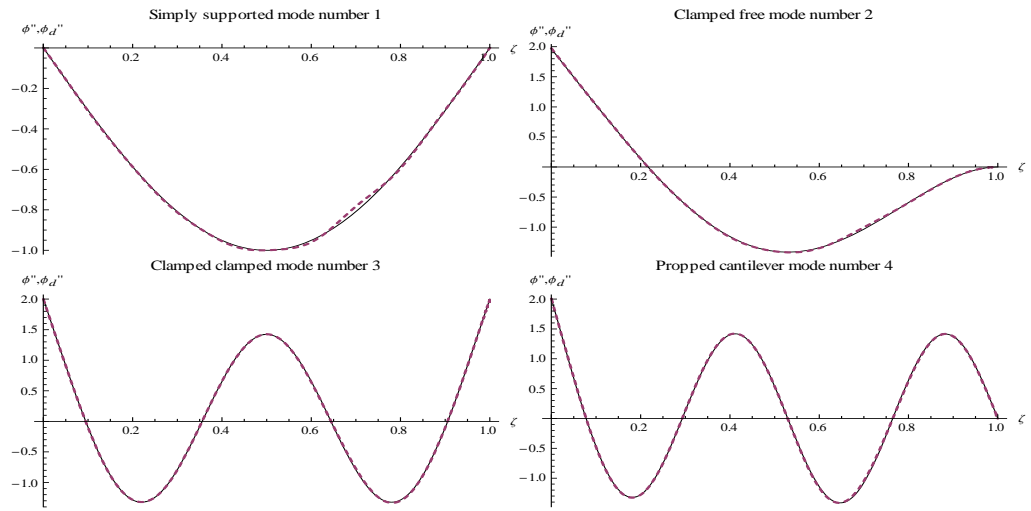 Simply supported mode number 1
ϕ'',ϕd''
0.2 0.4 0.6 0.8 1.0 ζ
−0.2
−0.4
−0.6
−0.8
−1.0
Clamped free mode number 2
ϕ'',ϕd''
2.0
1.5
1.0
0.5
0.2 0.4 0.6 0.8 1.0 ζ
−0.5
−1.0
Clamped clamped mode number 3
ϕ'',ϕd''
2.0
1.5
1.0
0.5
0.2 0.4 0.6 0.8 1.0 ζ
−0.5
−1.0
Propped cantilever mode number 4
ϕ'',ϕd''
2.0
1.5
1.0
0.5
0.2 0.4 0.6 0.8 1.0 ζ
−0.5
−1.0